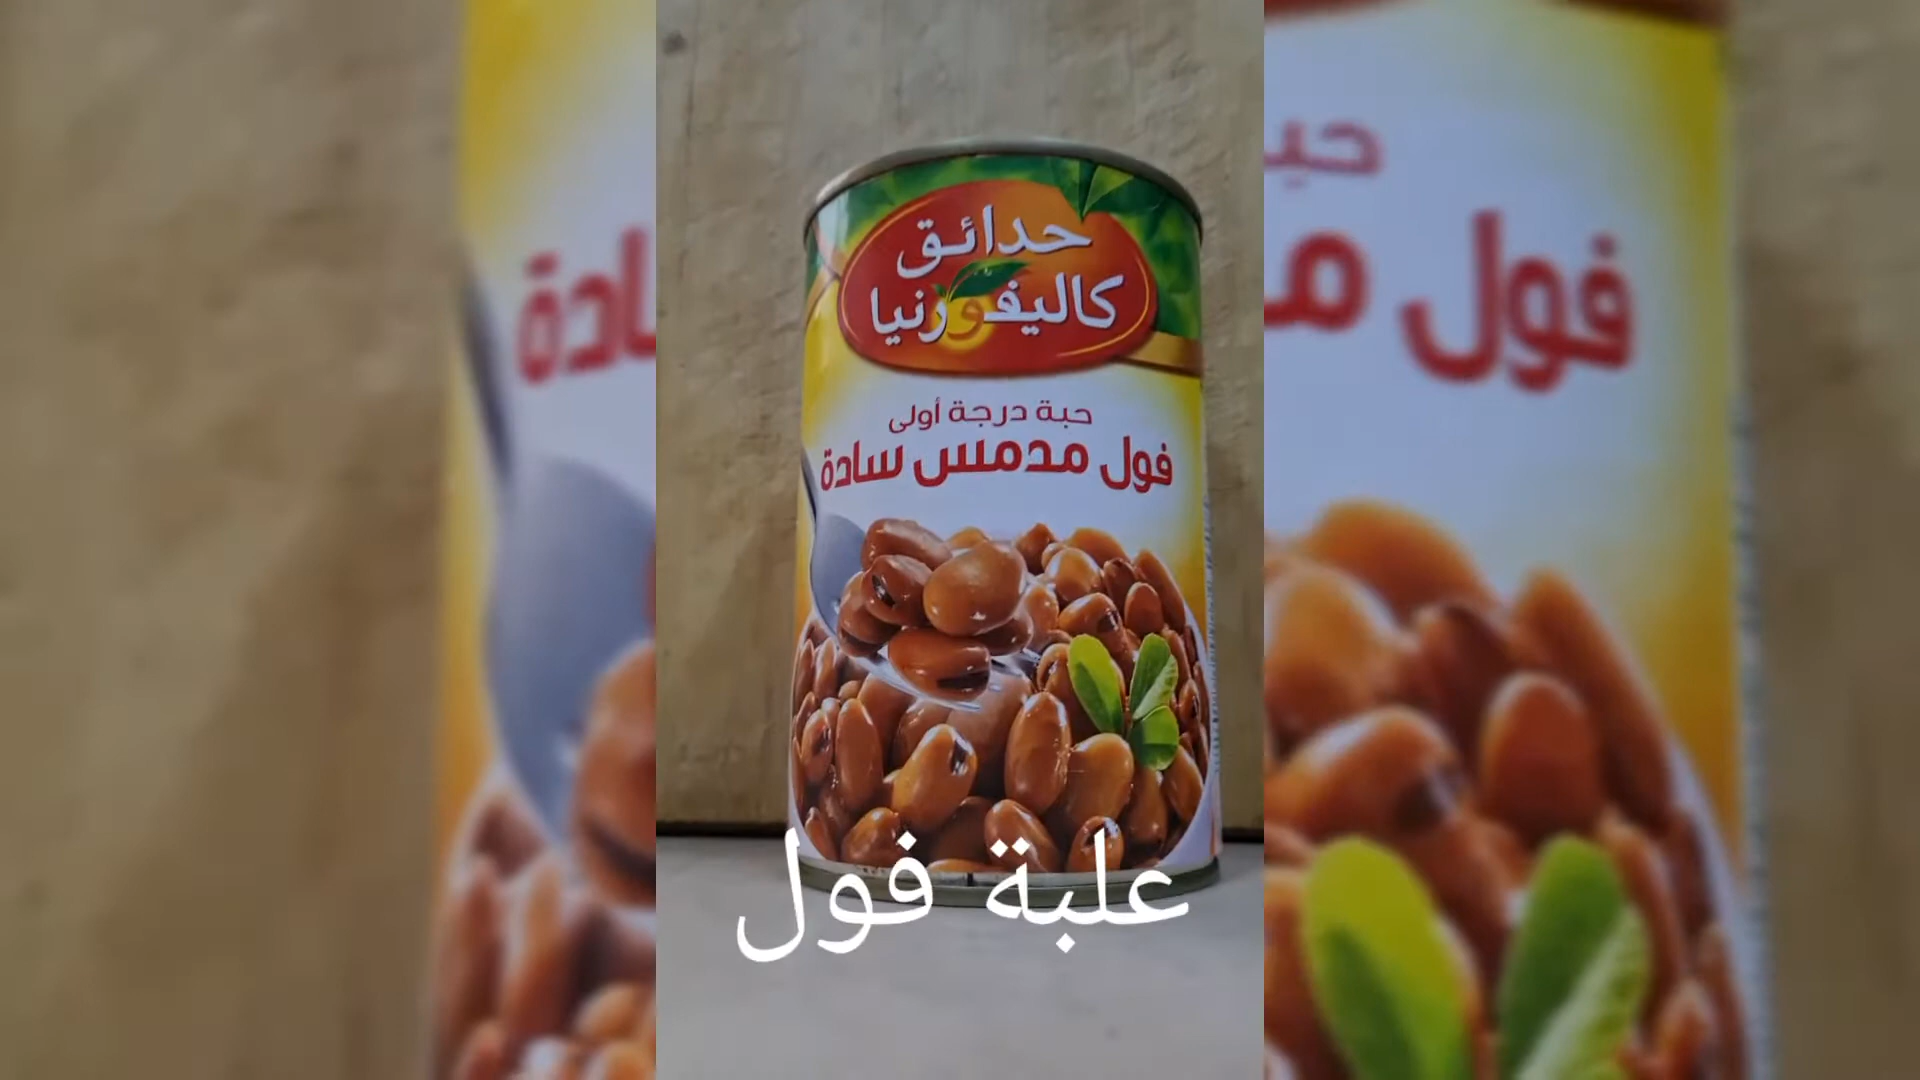 حدائق
كاليفورنيا
حبة درجة أولى
فول مدمس سادة
علبة فول